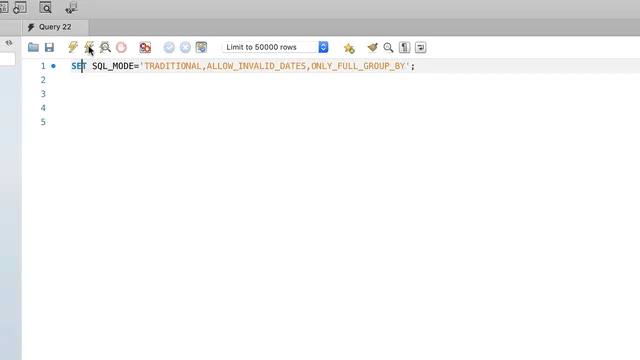 Query 22
Limit to 50000 rows
1 SET SQL_MODE='TRADITIONAL,ALLOW_INVALID_DATES,ONLY_FULL_GROUP_BY';
2
3
4
5